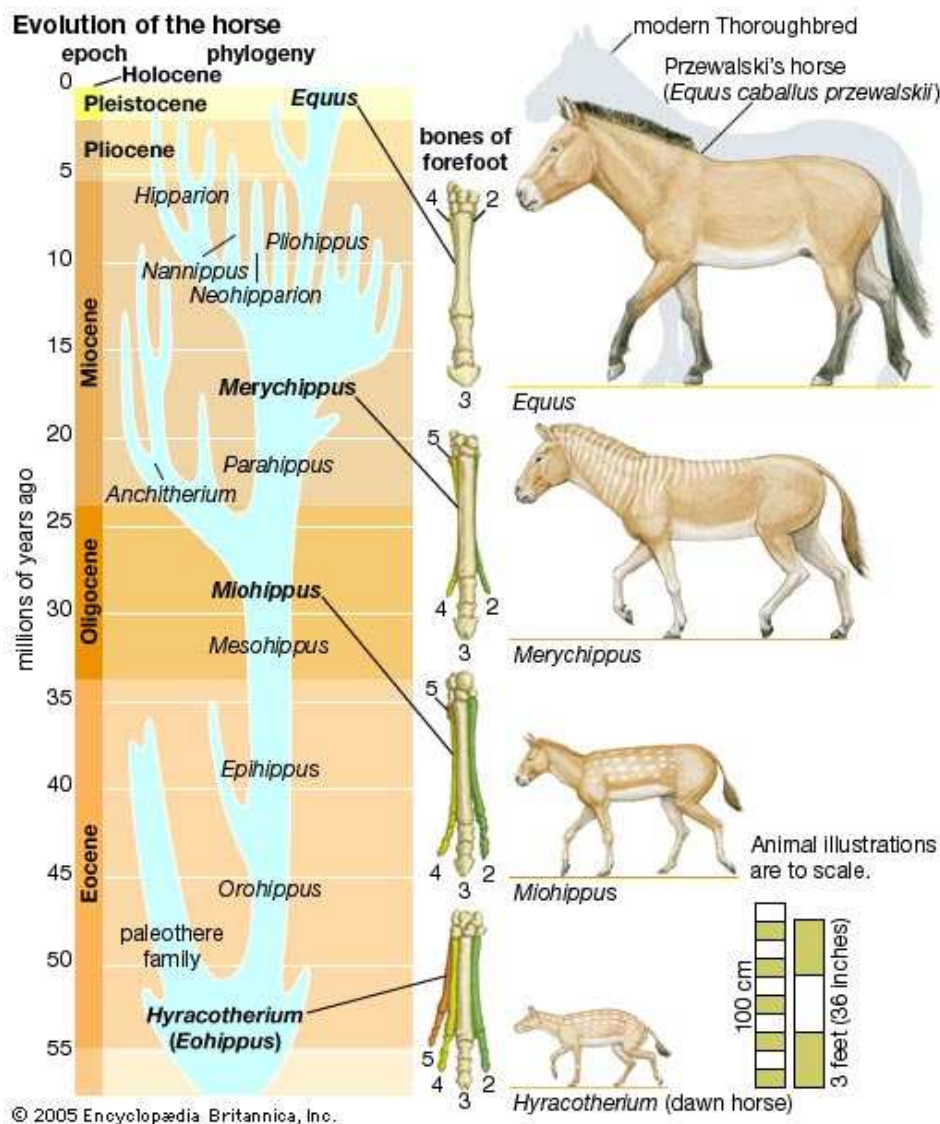 Evolution of the horse
epoch phylogeny
0
Holocene
Pleistocene
Equus
Pliocene
5
Hipparion
Pliohippus
10
Nannippus
Neohipparion
Miocene
15
Merychippus
20
Parahippus
Anchitherium
millions of years ago
25
Oligocene
Miohippus
30
Mesohippus
35
Epihippus
40
Eocene
45
Orohippus
paleothere
family
50
Hyracotherium
(Eohippus)
55
bones of
forefoot
4 2
3
5
4 2
3
5
4 3 2
5
4 3 2
modern Thoroughbred
Przewalski's horse
(Equus caballus przewalskii)
Equus
Merychippus
Miohippus
Animal illustrations
are to scale.
100 cm
3 feet (36 inches)
Hyracotherium (dawn horse)
© 2005 Encyclopædia Britannica, Inc.